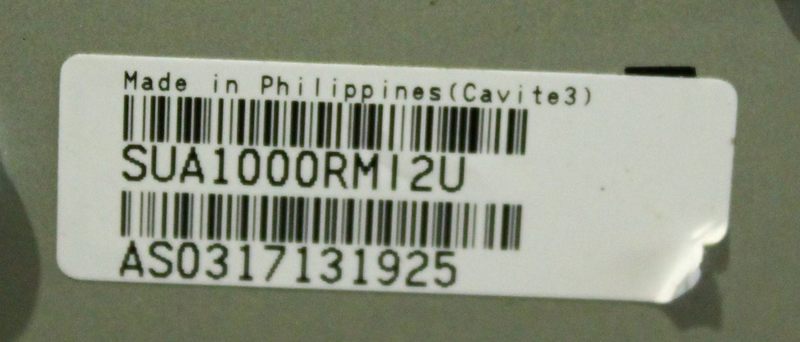 Made in Philippines(Cavite3)
SUA1000RMI2U
AS0317131925